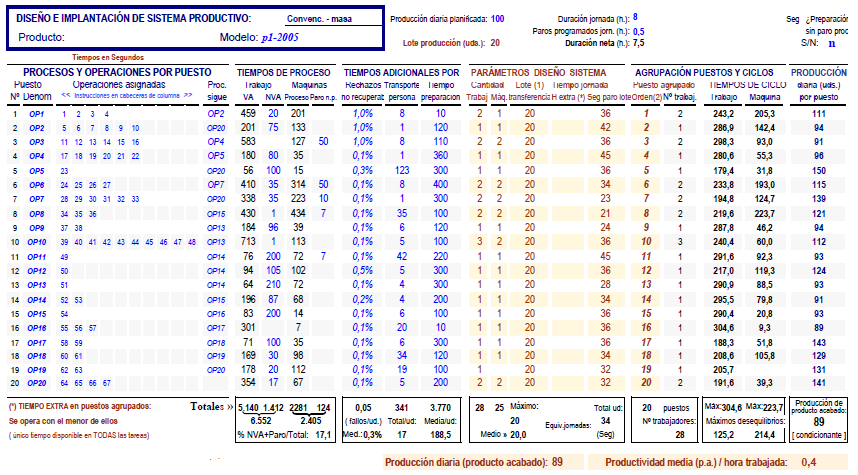 DISEÑO E IMPLANTACIÓN DE SISTEMA PRODUCTIVO: Convenc. - masa Producción diaria planificada: 100 Duración jornada (h.): 8 Seg ¿Preparación
Paros programados jorn. (h.): 0,5 sin paro proc
Producto: Modelo: p1-2005 Lote producción (uds.): 20 Duración neta (h.): 7,5 S/N: n
Tiempos en Segundos
PROCESOS Y OPERACIONES POR PUESTO TIEMPOS DE PROCESO TIEMPOS ADICIONALES POR PARÁMETROS DISEÑO SISTEMA AGRUPACIÓN PUESTOS Y CICLOS PRODUCCIÓN
Puesto Operaciones asignadas Proc. Trabajo Maquinas Rechazos Transporte Tiempo Cantidad Lote (1) Tiempo jornada Puesto agrupado TIEMPOS DE CICLO diaria (uds.)
Nº Denom << Instrucciones en cabeceras de columna >> sigue VA NVA Proceso Paro n.p. no recuperat persona preparacion Trabaj Máq. transferencia H extra (*) Seg paro lote Orden(2) Nº trabaj. Trabajo Maquina por puesto
1 OP1 1 2 3 4 OP2 459 20 201 1,0% 8 10 2 1 20 36 1 2 243,2 205,3 111
2 OP2 5 6 7 8 9 10 OP20 201 75 133 1,0% 1 120 1 1 20 42 2 1 286,9 142,4 94
3 OP3 11 12 13 14 15 16 OP4 583 127 50 1,0% 8 110 2 2 20 36 3 2 298,3 93,0 91
4 OP4 17 18 19 20 21 22 OP5 180 80 35 0,1% 1 360 1 1 20 45 4 1 280,6 55,3 96
5 OP5 23 OP20 56 100 15 0,3% 123 300 1 1 20 36 5 1 179,4 31,8 150
6 OP6 24 25 26 27 OP7 410 35 314 50 0,1% 8 400 2 2 20 34 6 2 233,8 193,0 115
7 OP7 28 29 30 31 32 33 OP20 338 35 223 10 0,1% 5 300 2 2 20 23 7 2 194,8 124,7 139
8 OP8 34 35 36 OP15 430 1 434 7 0,1% 35 100 2 2 20 21 8 2 219,6 223,7 121
9 OP9 37 38 OP13 184 96 39 0,1% 6 120 1 1 20 24 9 1 287,8 46,2 94
10 OP10 39 40 41 42 43 44 45 46 47 48 OP13 713 1 113 0,1% 5 100 3 2 20 36 10 3 240,4 60,0 112
11 OP11 49 OP14 76 200 72 7 0,1% 42 220 1 1 20 45 11 1 291,6 92,3 93
12 OP12 50 OP14 94 105 102 0,5% 5 300 1 1 20 36 12 1 217,0 119,3 124
13 OP13 51 OP14 64 210 72 0,1% 4 300 1 1 20 28 13 1 290,9 88,5 93
14 OP14 52 53 OP15 196 87 68 0,2% 4 200 1 1 20 34 14 1 295,5 79,8 91
15 OP15 54 OP16 83 200 14 0,1% 6 100 1 1 20 36 15 1 290,4 20,8 93
16 OP16 55 56 57 OP17 301 7 0,1% 20 10 1 1 20 36 16 1 304,6 9,3 89
17 OP17 58 59 OP18 71 100 35 0,1% 6 300 1 1 20 36 17 1 188,3 51,8 143
18 OP18 60 61 OP19 169 30 98 0,1% 34 120 1 1 20 34 18 1 208,6 105,8 129
19 OP19 62 63 OP20 178 20 112 0,1% 19 100 1 20 32 19 1 205,7 131
20 OP20 64 65 66 67 354 17 67 0,1% 5 200 2 2 20 32 20 2 191,6 39,3 141
(*) TIEMPO EXTRA en puestos agrupados: Totales » 5.140 1.412 2281 124 0,05 341 3.770 28 25 Máximo: Total ud: 20 puestos Máx: 304,6 Máx: 223,7 Producción de producto acabado:
Se opera con el menor de ellos 6.552 2.405 ( fallos/ud.) Total/ud: Media/ud: 20 Equiv.jornadas: 34 Nº trabajadores: Máximos desequilibrios: 89
( único tiempo disponible en TODAS las tareas) % NVA+Paro/Total: 17,1 Med.: 0,3% 17 188,5 Medio » 20,0 (Seg) 28 125,2 214,4 [ condicionante ]
Producción diaria (producto acabado): 89 Productividad media (p.a.) / hora trabajada: 0,4